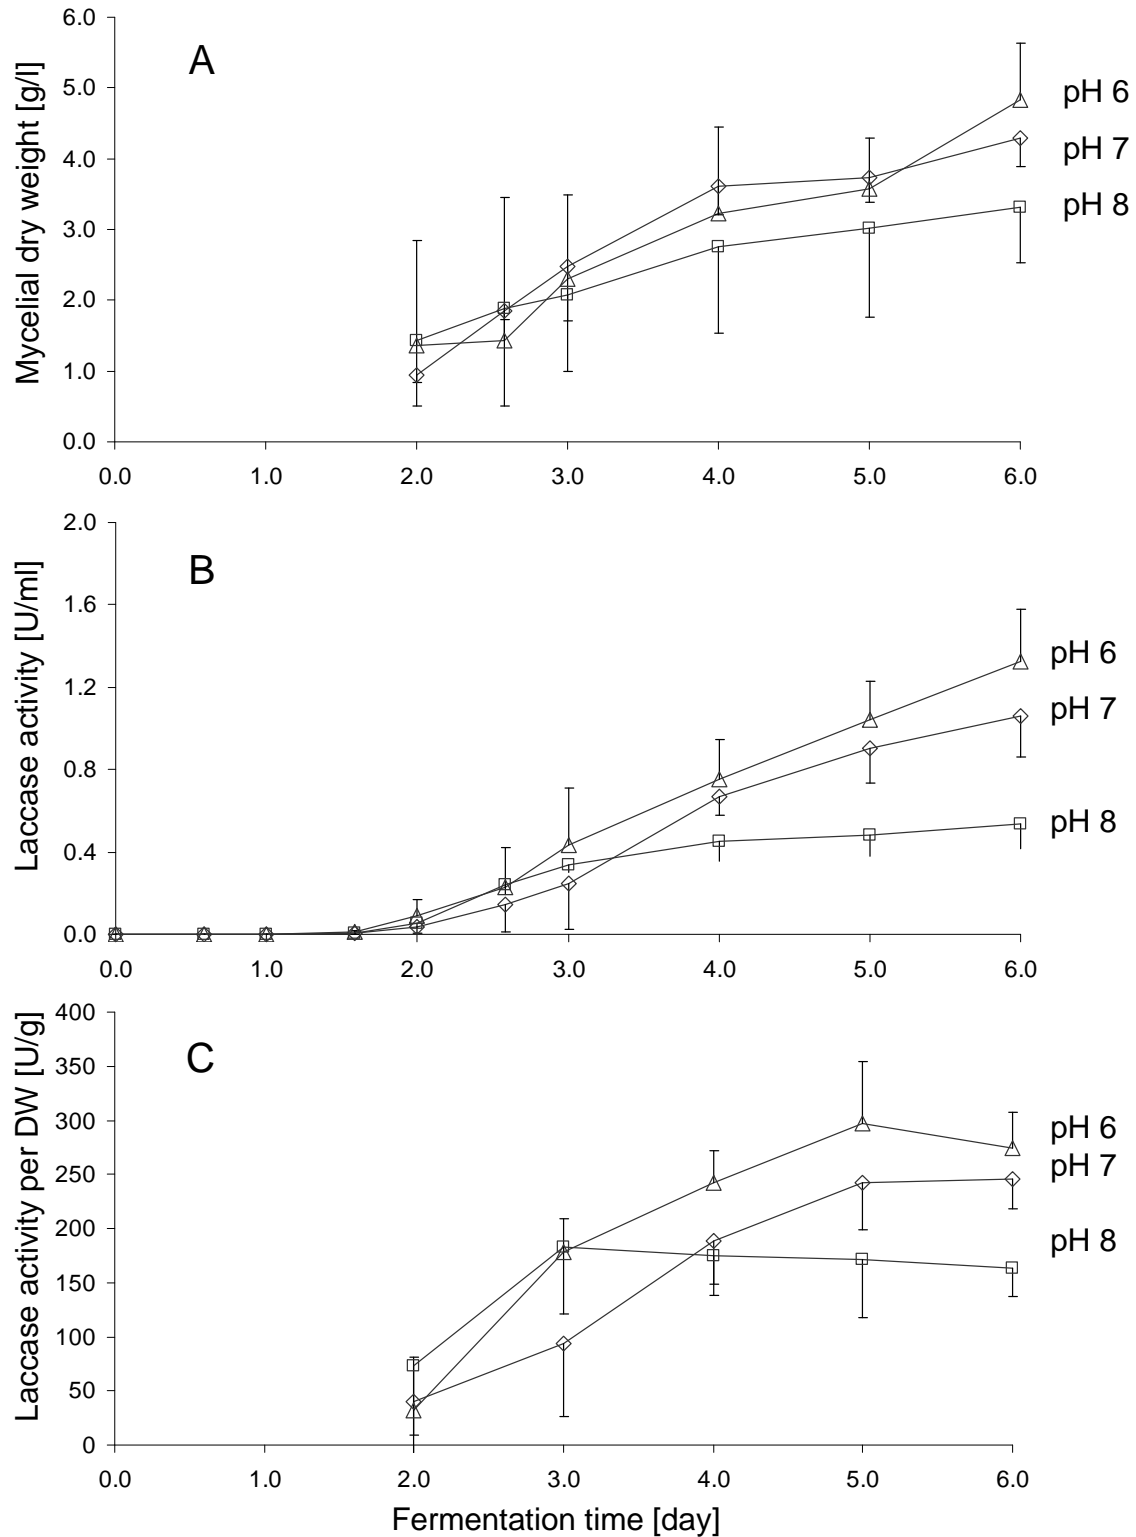 Mycelial dry weight [g/l]
6.0
5.0
4.0
3.0
2.0
1.0
0.0
A
pH 6
pH 7
pH 8
0.0 1.0 2.0 3.0 4.0 5.0 6.0
Laccase activity [U/ml]
2.0
1.6
1.2
0.8
0.4
0.0
B
pH 6
pH 7
pH 8
0.0 1.0 2.0 3.0 4.0 5.0 6.0
Laccase activity per DW [U/g]
400
350
300
250
200
150
100
50
0
C
pH 6
pH 7
pH 8
0.0 1.0 2.0 3.0 4.0 5.0 6.0
Fermentation time [day]